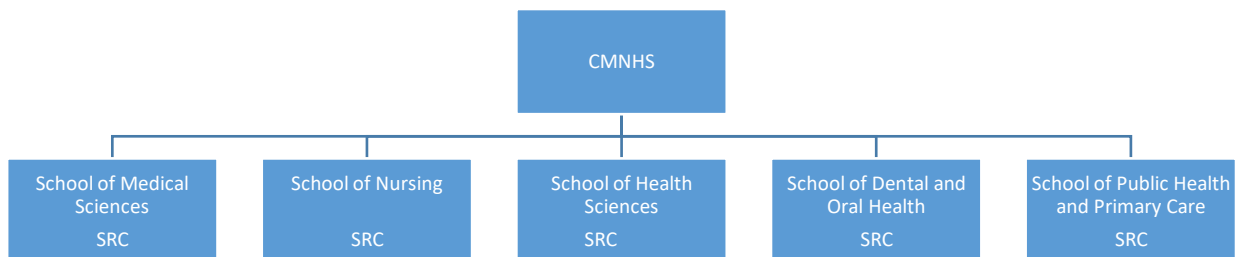 CMNHS
School of Medical
Sciences
SRC
School of Nursing
SRC
School of Health
Sciences
SRC
School of Dental and
Oral Health
SRC
School of Public Health
and Primary Care
SRC